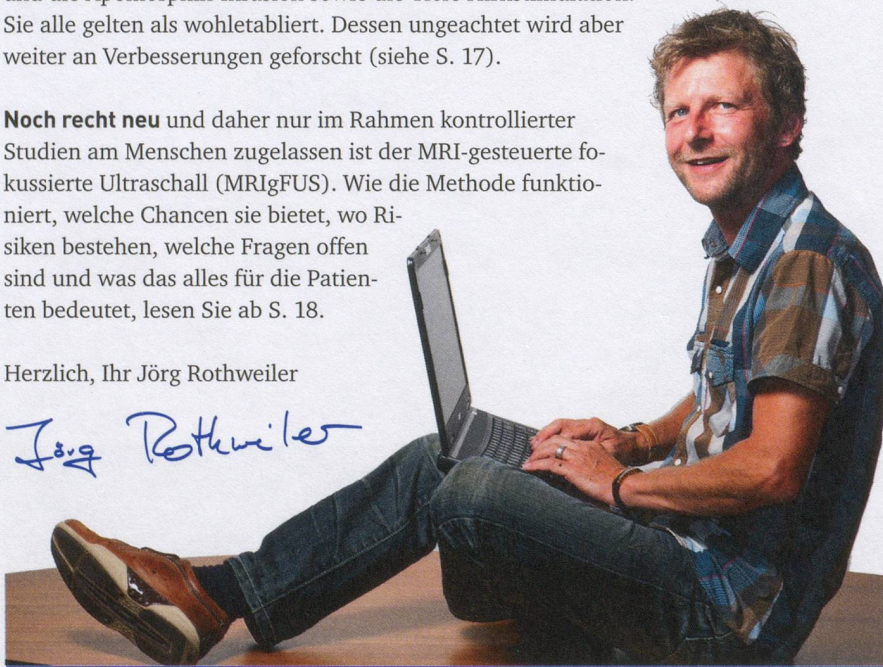 Sie alle gelten als wohletabliert. Dessen ungeachtet wird aber
weiter an Verbesserungen geforscht (siehe S. 17).
Noch recht neu und daher nur im Rahmen kontrollierter
Studien am Menschen zugelassen ist der MRI-gesteuerte fo-
kussierte Ultraschall (MRIgFUS). Wie die Methode funktio-
niert, welche Chancen sie bietet, wo Ri-
siken bestehen, welche Fragen offen
sind und was das alles für die Patien-
ten bedeutet, lesen Sie ab S. 18.
Herzlich, Ihr Jörg Rothweiler
Jörg Rothweiler